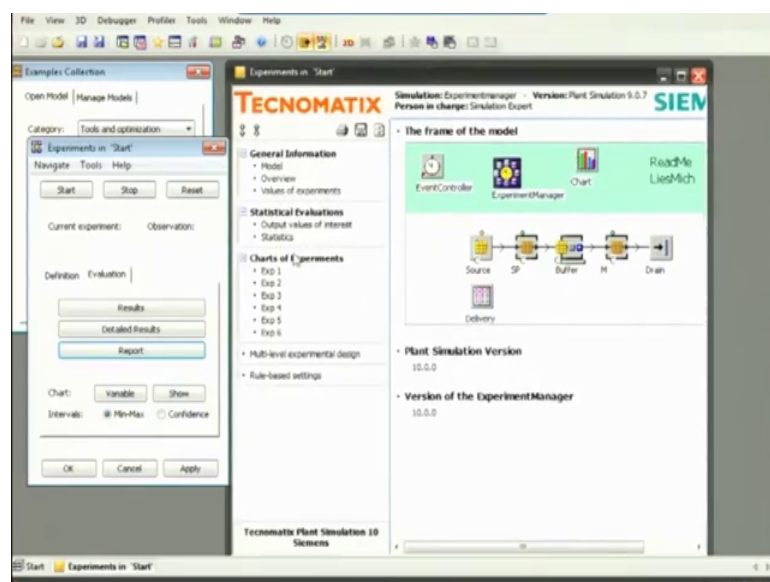 File View 3D Debugger Profiler Tools Window Help
Examples Collection
Open Model Manage Models
Category: Tools and optimization
Experiments in 'Start'
Navigate Tools Help
Start Stop Reset
Current experiment: Observation:
Definition Evaluation
Results
Detailed Results
Report
Chart: Variable Show
Intervals: Min-Max Confidence
OK Cancel Apply
Experiments in 'Start'
TECNOMATIX
Simulation: Experimentmanager - Version: Plant Simulation 9.0.7
Person in charge: Simulation Expert
SIEM
General Information
Model
Overview
Values of experiments
Statistical Evaluations
Output values of interest
Statistics
Charts of Experiments
Exp 1
Exp 2
Exp 3
Exp 4
Exp 5
Exp 6
Multi-level experimental design
Rule-based settings
Tecnomatix Plant Simulation 10
Siemens
The frame of the model
EventController
ExperimentManager
Chart
ReadMe
LiesMich
Source SP Buffer M Drain
Delivery
Plant Simulation Version
10.0.0
Version of the ExperimentManager
10.0.0
Start Experiments in 'Start'